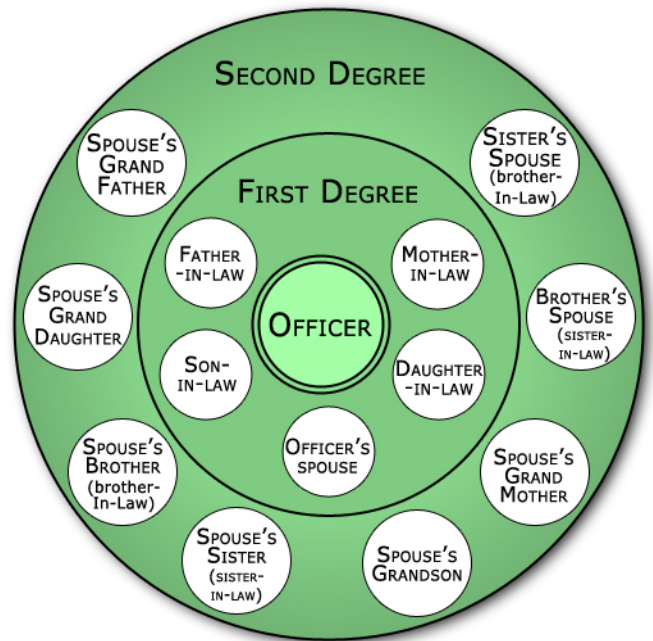 SECOND DEGREE
SPOUSE'S
GRAND
FATHER
SISTER'S
SPOUSE
(brother-
In-Law)
FIRST DEGREE
FATHER
-IN-LAW
MOTHER-
IN-LAW
SPOUSE'S
GRAND
DAUGHTER
OFFICER
BROTHER'S
SPOUSE
(SISTER-
IN-LAW)
SON-
IN-LAW
DAUGHTER
-IN-LAW
OFFICER'S
SPOUSE
SPOUSE'S
BROTHER
(brother-
In-Law)
SPOUSE'S
GRAND
MOTHER
SPOUSE'S
SISTER
(SISTER-
IN-LAW)
SPOUSE'S
GRANDSON